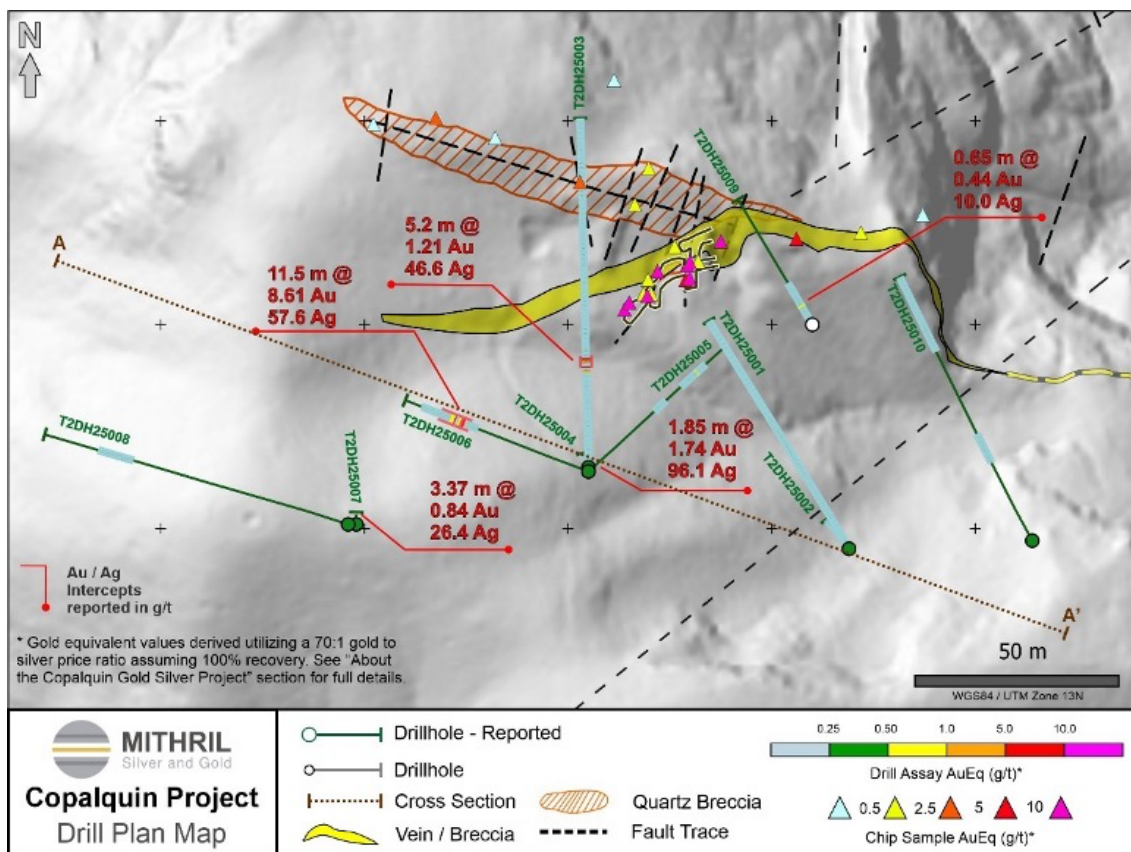 N
T2DH25003
T2DH25009
0.65 m @
0.44 Au
10.0 Ag
5.2 m @
1.21 Au
46.6 Ag
A
11.5 m @
8.61 Au
57.6 Ag
T2DH25001
T2DH25010
T2DH25005
T2DH25004
T2DH25006
T2DH25008
T2DH25007
1.85 m @
1.74 Au
96.1 Ag
T2DH25002
3.37 m @
0.84 Au
26.4 Ag
Au / Ag
Intercepts
reported in g/t
A'
* Gold equivalent values derived utilizing a 70:1 gold to
silver price ratio assuming 100% recovery. See "About
the Copalquin Gold Silver Project" section for full details.
50 m
WGS84 / UTM Zone 13N
MITHRIL
Silver and Gold
Copalquin Project
Drill Plan Map
Drillhole - Reported
Drillhole
Cross Section
Vein / Breccia
Quartz Breccia
Fault Trace
0.25 0.50 1.0 5.0 10.0
Drill Assay AuEq (g/t)*
0.5 2.5 5 10
Chip Sample AuEq (g/t)*